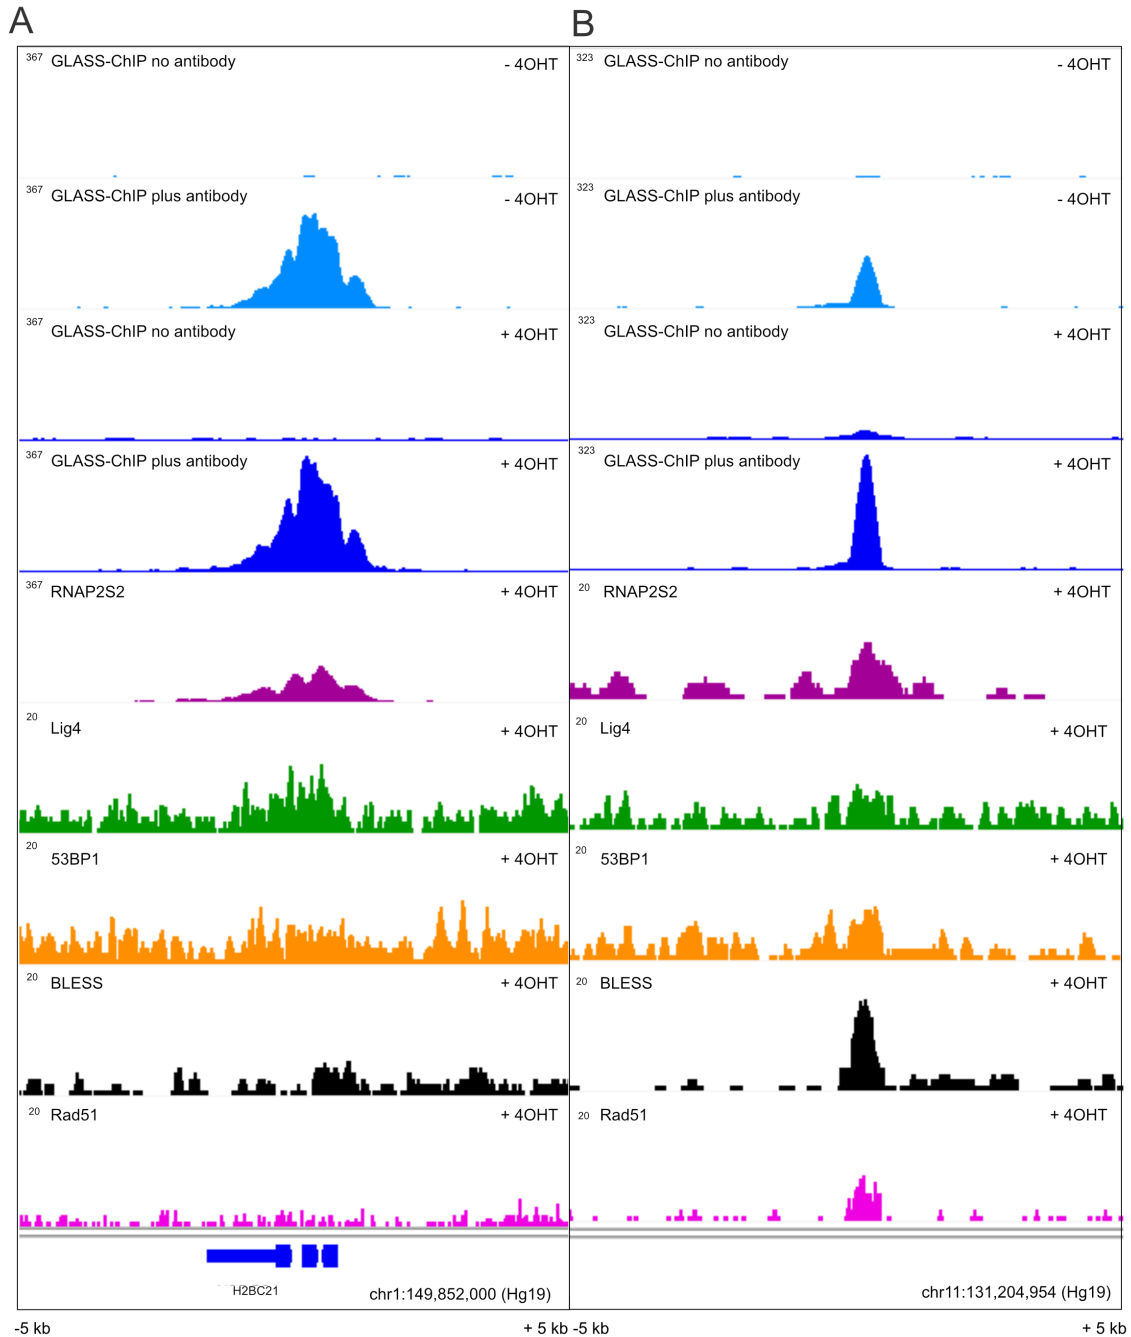 A
B
367 GLASS-ChIP no antibody - 4OHT
323 GLASS-ChIP no antibody - 4OHT
367 GLASS-ChIP plus antibody - 4OHT
323 GLASS-ChIP plus antibody - 4OHT
367 GLASS-ChIP no antibody + 4OHT
323 GLASS-ChIP no antibody + 4OHT
367 GLASS-ChIP plus antibody + 4OHT
323 GLASS-ChIP plus antibody + 4OHT
367 RNAP2S2 + 4OHT
20 RNAP2S2 + 4OHT
20 Lig4 + 4OHT
20 Lig4 + 4OHT
20 53BP1 + 4OHT
20 53BP1 + 4OHT
20 BLESS + 4OHT
20 BLESS + 4OHT
20 Rad51 + 4OHT
20 Rad51 + 4OHT
H2BC21
chr1:149,852,000 (Hg19)
chr11:131,204,954 (Hg19)
-5 kb + 5 kb
-5 kb + 5 kb